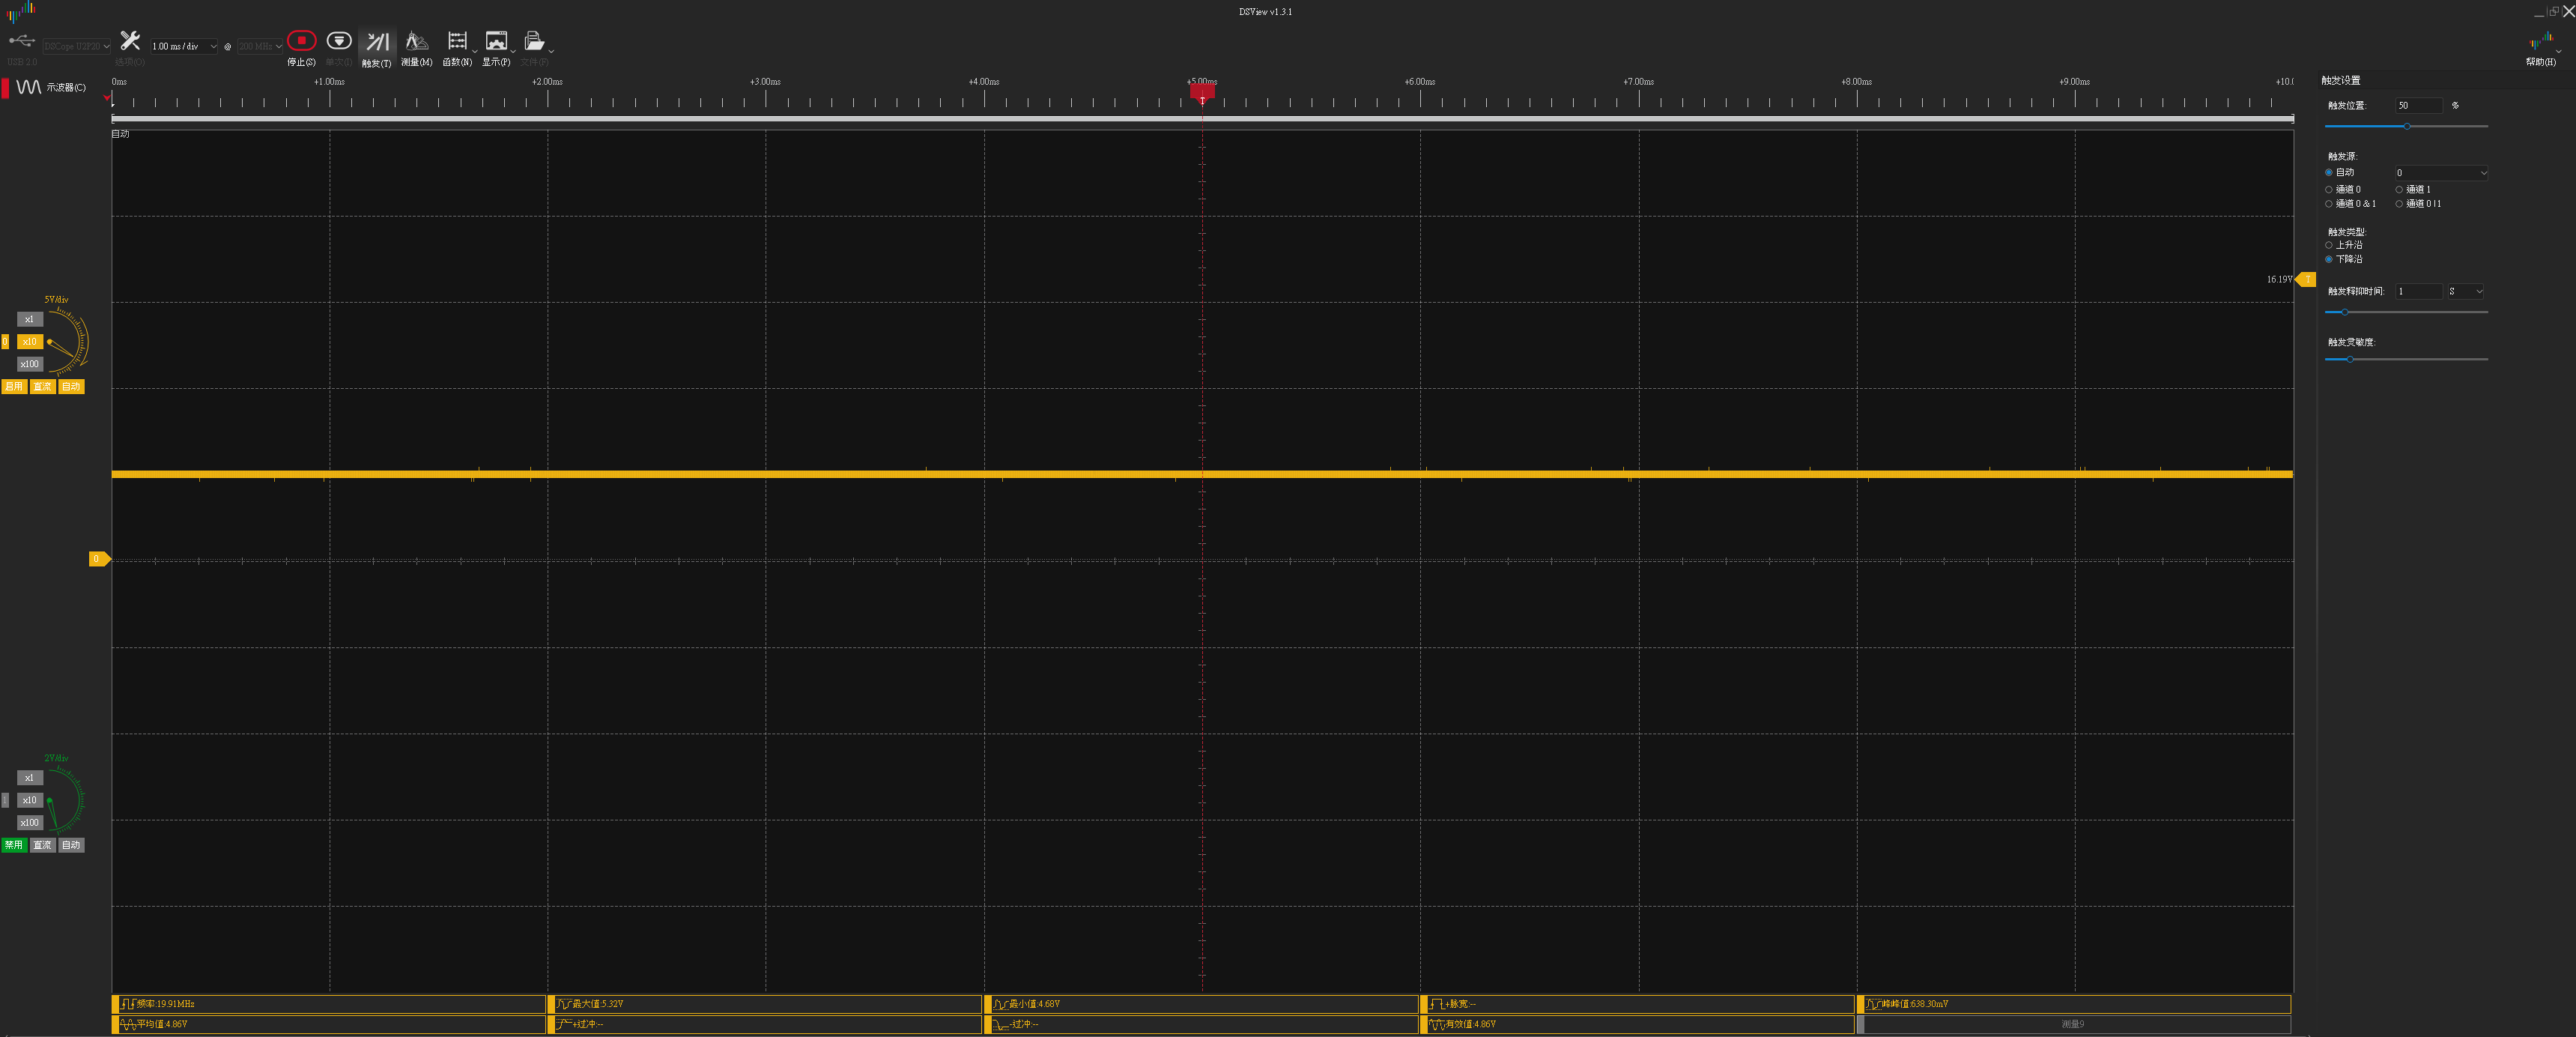 DSView v1.3.1
DSCope U2P20
1.00 ms / div
@
200 MHz
USB 2.0
选项(O)
停止(S)
单次(I)
触发(T)
测量(M)
函数(N)
显示(P)
文件(F)
帮助(H)
示波器(C)
0ms
+1.00ms
+2.00ms
+3.00ms
+4.00ms
+5.00ms
+6.00ms
+7.00ms
+8.00ms
+9.00ms
+10.
T
自动
5V/div
x1
0
x10
x100
启用
直流
自动
0
16.19V
T
2V/div
x1
1
x10
x100
禁用
直流
自动
频率:19.91MHz
最大值:5.32V
最小值:4.68V
+脉宽:--
峰峰值:638.30mV
平均值:4.86V
+过冲:--
-过冲:--
有效值:4.86V
测量9
触发设置
触发位置:
50
%
触发源:
自动
0
通道 0
通道 1
通道 0 & 1
通道 0 | 1
触发类型:
上升沿
下降沿
触发释抑时间:
1
S
触发灵敏度: